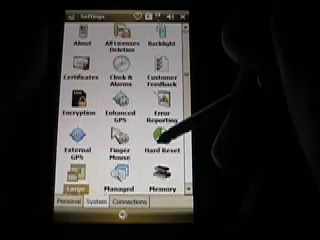 Settings
About
All Licenses
Deletion
Backlight
Certificates
Clock &
Alarms
Customer
Feedback
Encryption
Enhanced
GPS
Error
Reporting
External
GPS
Finger
Mouse
Hard Reset
Large
Managed
Memory
Personal System Connections